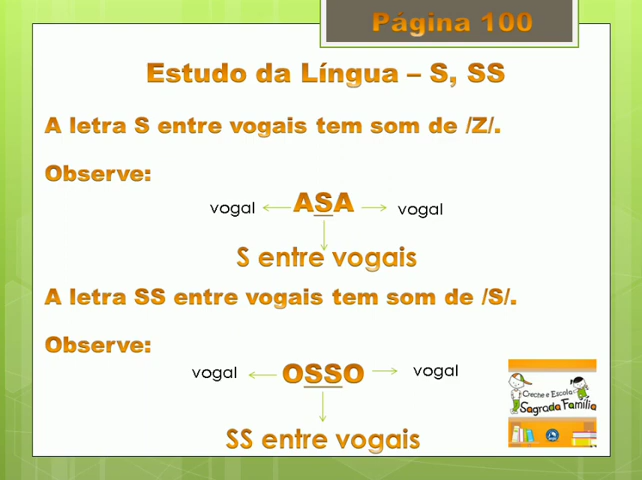 Página 100
Estudo da Língua – S, SS
A letra S entre vogais tem som de /Z/.
Observe:
vogal ASA vogal
S entre vogais
A letra SS entre vogais tem som de /S/.
Observe:
vogal OSSO vogal
SS entre vogais
Creche e Escola
Sagrada Família